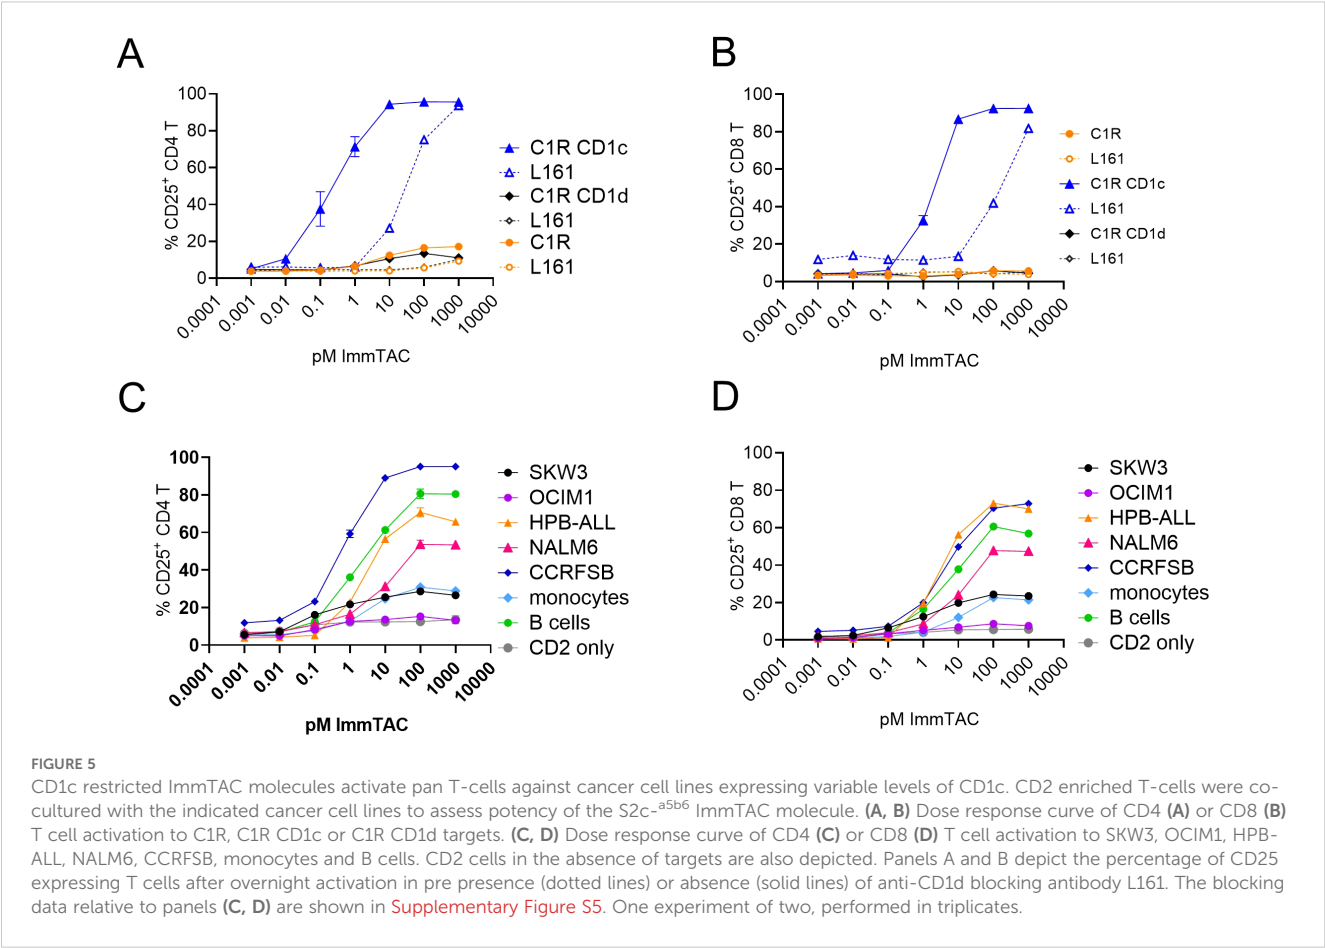 A
100
80
60
40
20
0
% CD25+ CD4 T
0.0001
0.001
0.01
0.1
1
10
100
1000
10000
pM ImmTAC
C1R CD1c
L161
C1R CD1d
L161
C1R
L161
B
100
80
60
40
20
0
% CD25+ CD8 T
0.0001
0.001
0.01
0.1
1
10
100
1000
10000
pM ImmTAC
C1R
L161
C1R CD1c
L161
C1R CD1d
L161
C
100
80
60
40
20
0
% CD25+ CD4 T
0.0001
0.001
0.01
0.1
1
10
100
1000
10000
pM ImmTAC
SKW3
OCIM1
HPB-ALL
NALM6
CCRFSB
monocytes
B cells
CD2 only
D
100
80
60
40
20
0
% CD25+ CD8 T
0.0001
0.001
0.01
0.1
1
10
100
1000
10000
pM ImmTAC
SKW3
OCIM1
HPB-ALL
NALM6
CCRFSB
monocytes
B cells
CD2 only
FIGURE 5
CD1c restricted ImmTAC molecules activate pan T-cells against cancer cell lines expressing variable levels of CD1c. CD2 enriched T-cells were co-
cultured with the indicated cancer cell lines to assess potency of the S2c-a5b6 ImmTAC molecule. (A, B) Dose response curve of CD4 (A) or CD8 (B)
T cell activation to C1R, C1R CD1c or C1R CD1d targets. (C, D) Dose response curve of CD4 (C) or CD8 (D) T cell activation to SKW3, OCIM1, HPB-
ALL, NALM6, CCRFSB, monocytes and B cells. CD2 cells in the absence of targets are also depicted. Panels A and B depict the percentage of CD25
expressing T cells after overnight activation in pre presence (dotted lines) or absence (solid lines) of anti-CD1d blocking antibody L161. The blocking
data relative to panels (C, D) are shown in Supplementary Figure S5. One experiment of two, performed in triplicates.